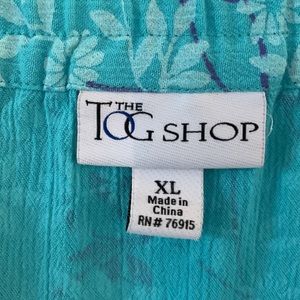 THE
TOG SHOP
XL
Made in
China
RN# 76915